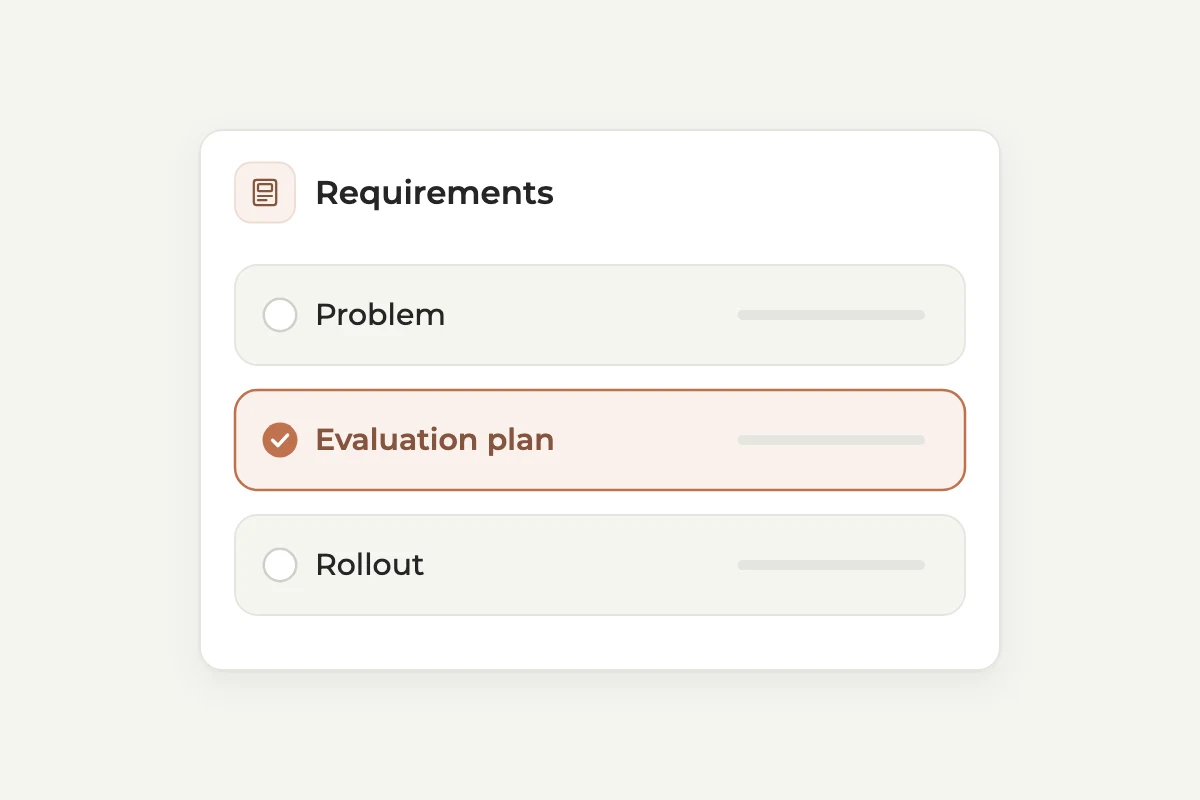 Requirements
Problem
Evaluation plan
Rollout